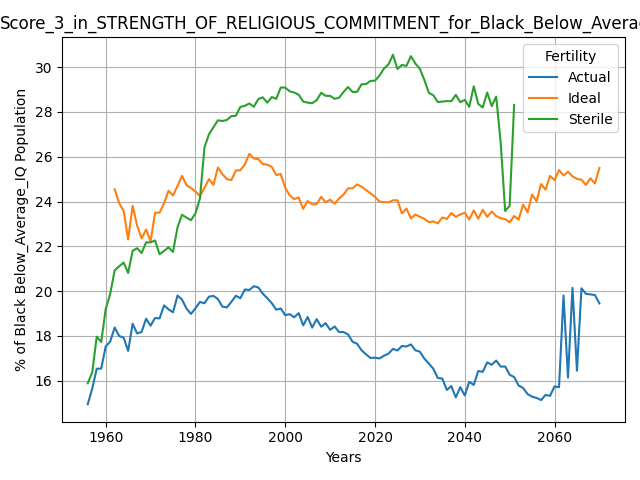 Score_3_in_STRENGTH_OF_RELIGIOUS_COMMITMENT_for_Black_Below_Avera
Fertility
Actual
Ideal
Sterile
% of Black Below_Average_IQ Population
30
28
26
24
22
20
18
16
1960
1980
2000
2020
2040
2060
Years